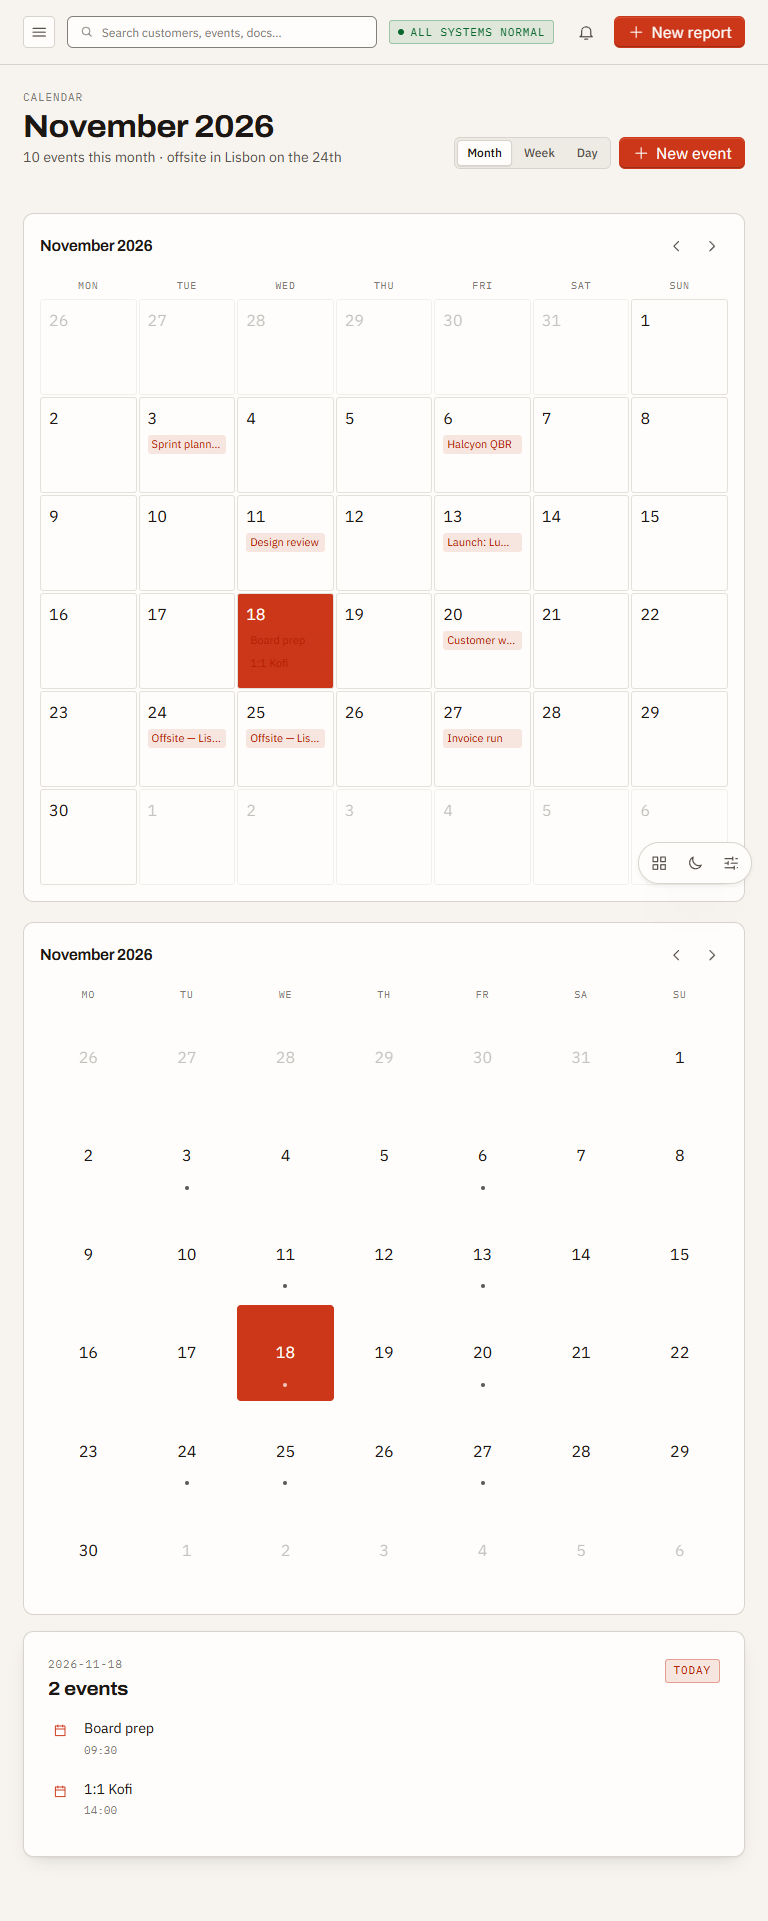 Search customers, events, docs...
ALL SYSTEMS NORMAL
New report
CALENDAR
November 2026
10 events this month · offsite in Lisbon on the 24th
Month Week Day
New event
November 2026
MON TUE WED THU FRI SAT SUN
26 27 28 29 30 31 1
2 3 4 5 6 7 8
Sprint plann... Halcyon QBR
9 10 11 12 13 14 15
Design review Launch: Lu...
16 17 18 19 20 21 22
Board prep Customer w...
1:1 Kofi
23 24 25 26 27 28 29
Offsite — Lis... Offsite — Lis... Invoice run
30 1 2 3 4 5 6
November 2026
MO TU WE TH FR SA SU
26 27 28 29 30 31 1
2 3 4 5 6 7 8
9 10 11 12 13 14 15
16 17 18 19 20 21 22
23 24 25 26 27 28 29
30 1 2 3 4 5 6
2026-11-18
TODAY
2 events
Board prep
09:30
1:1 Kofi
14:00